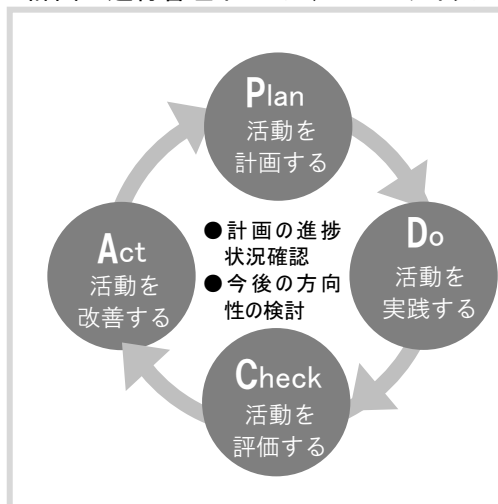 Plan
活動を
計画する
Do
活動を
実践する
Check
活動を
評価する
Act
活動を
改善する
●計画の進捗
状況確認
●今後の方向
性の検討